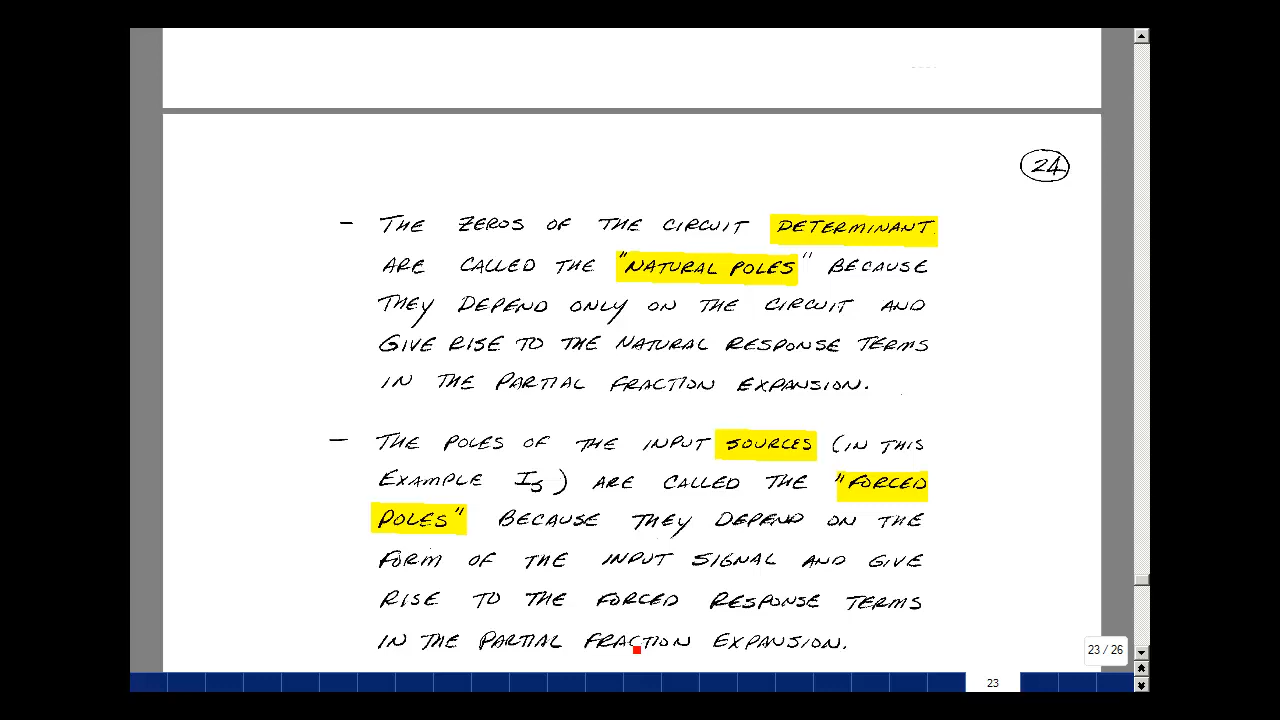 24
- THE ZEROS OF THE CIRCUIT DETERMINANT
ARE CALLED THE "NATURAL POLES" BECAUSE
THEY DEPEND ONLY ON THE CIRCUIT AND
GIVE RISE TO THE NATURAL RESPONSE TERMS
IN THE PARTIAL FRACTION EXPANSION.
- THE POLES OF THE INPUT SOURCES (IN THIS
EXAMPLE IS) ARE CALLED THE "FORCED
POLES" BECAUSE THEY DEPEND ON THE
FORM OF THE INPUT SIGNAL AND GIVE
RISE TO THE FORCED RESPONSE TERMS
IN THE PARTIAL FRACTION EXPANSION.
23 / 26
23